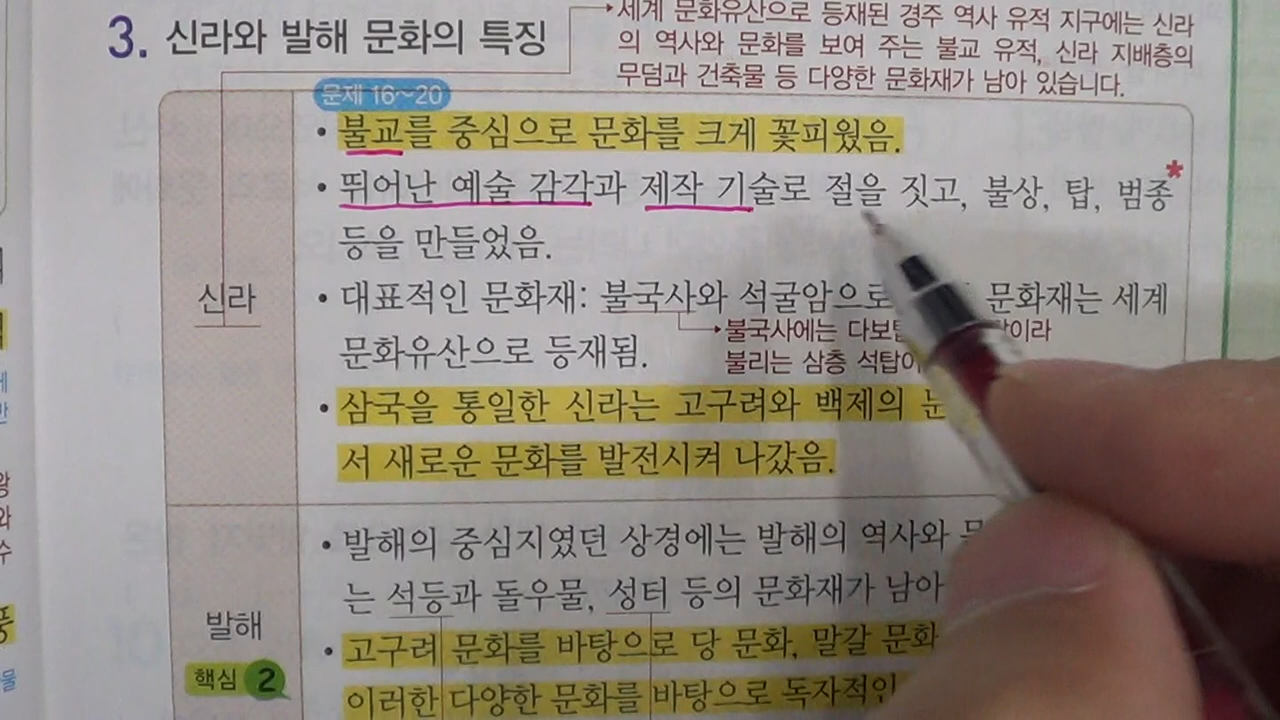 3. 신라와 발해 문화의 특징
세계 문화유산으로 등재된 경주 역사 유적 지구에는 신라
의 역사와 문화를 보여 주는 불교 유적, 신라 지배층의
무덤과 건축물 등 다양한 문화재가 남아 있습니다.
문제 16~20
• 불교를 중심으로 문화를 크게 꽃피웠음.
• 뛰어난 예술 감각과 제작 기술로 절을 짓고, 불상, 탑, 범종*
등을 만들었음.
신라
• 대표적인 문화재: 불국사와 석굴암으로 문화재는 세계
불국사에는
문화유산으로 등재됨.
불리는 삼층
• 삼국을 통일한 신라는 고구려와 백제의
서 새로운 문화를 발전시켜 나갔음.
• 발해의 중심지였던 상경에는 발해의 역사와
는 석등과 돌우물, 성터 등의 문화재가 남아
발해
• 고구려 문화를 바탕으로 당 문화, 말갈 문화
핵심 2
이러한 다양한 문화를 바탕으로 독자적인